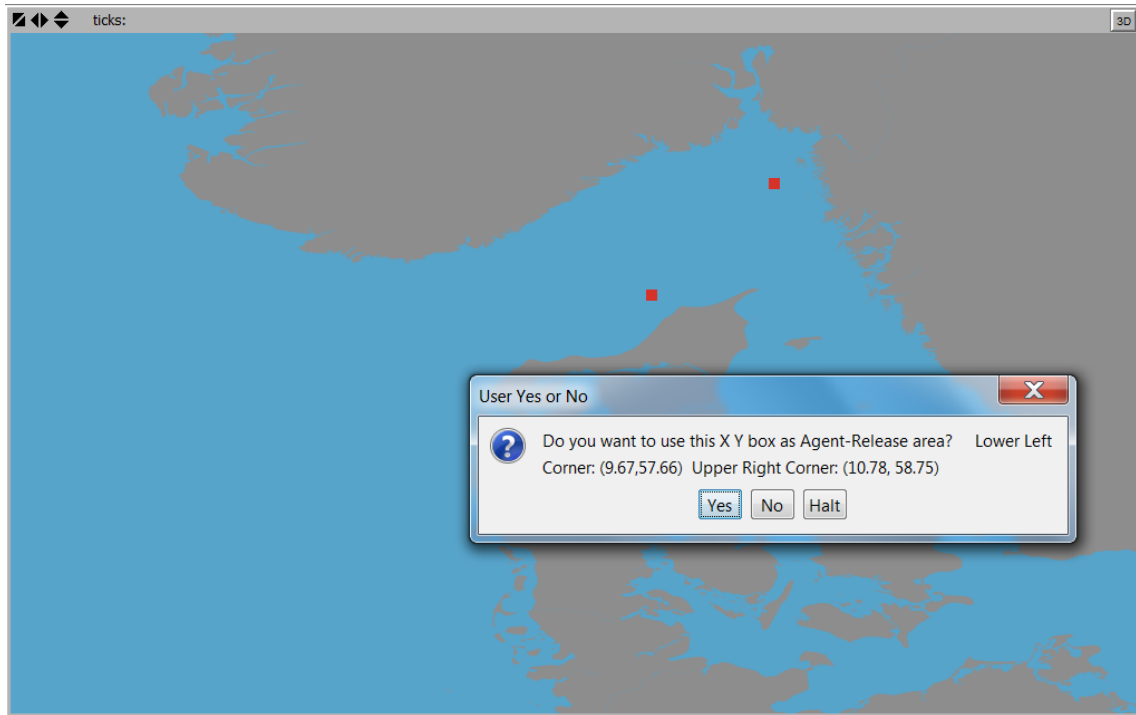 ticks:
3D
User Yes or No
Do you want to use this X Y box as Agent-Release area? Lower Left
Corner: (9.67,57.66) Upper Right Corner: (10.78, 58.75)
Yes No Halt